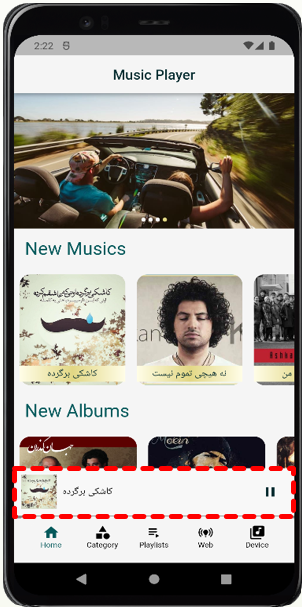 2:22
Music Player
New Musics
کاشکی برگرده
نه هیچی تموم نیست
من
New Albums
کاشکی برگرده
Home
Category
Playlists
Web
Device